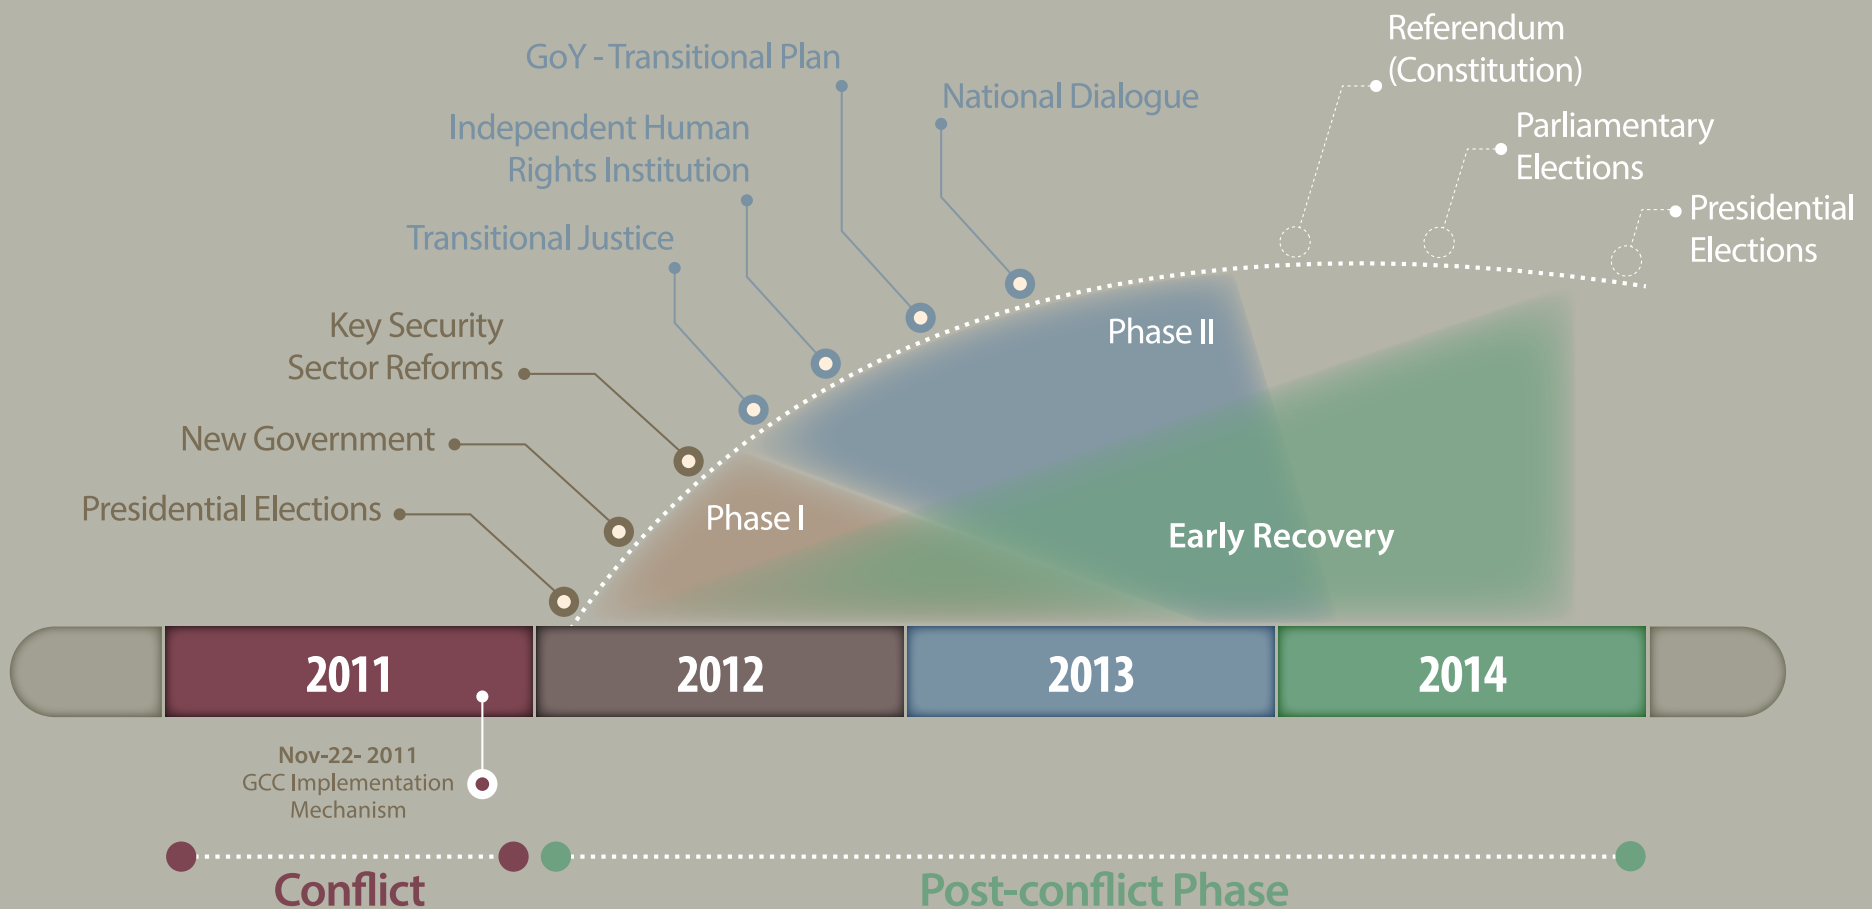 GoY - Transitional Plan
Independent Human
Rights Institution
Transitional Justice
Key Security
Sector Reforms
New Government
Presidential Elections
National Dialogue
Referendum
(Constitution)
Parliamentary
Elections
Presidential
Elections
Phase I
Phase II
Early Recovery
2011
2012
2013
2014
Nov-22- 2011
GCC Implementation
Mechanism
Conflict
Post-conflict Phase